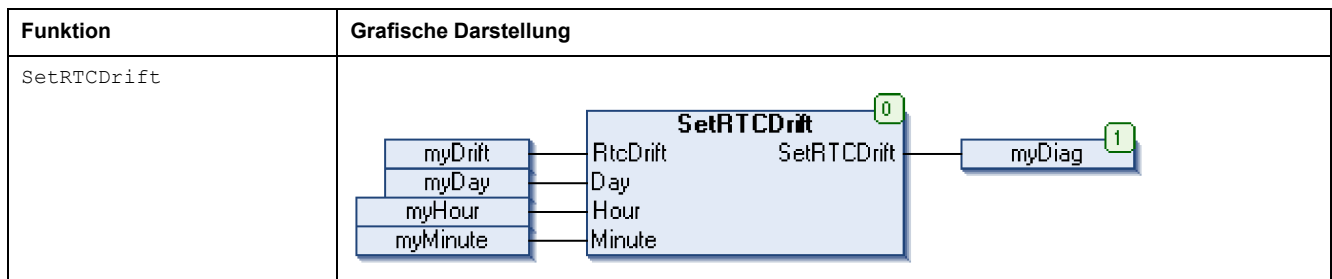 Funktion Grafische Darstellung
SetRTCDrift
0
SetRTCDrift
1
myDrift RtcDrift SetRTCDrift myDiag
myDay Day
myHour Hour
myMinute Minute